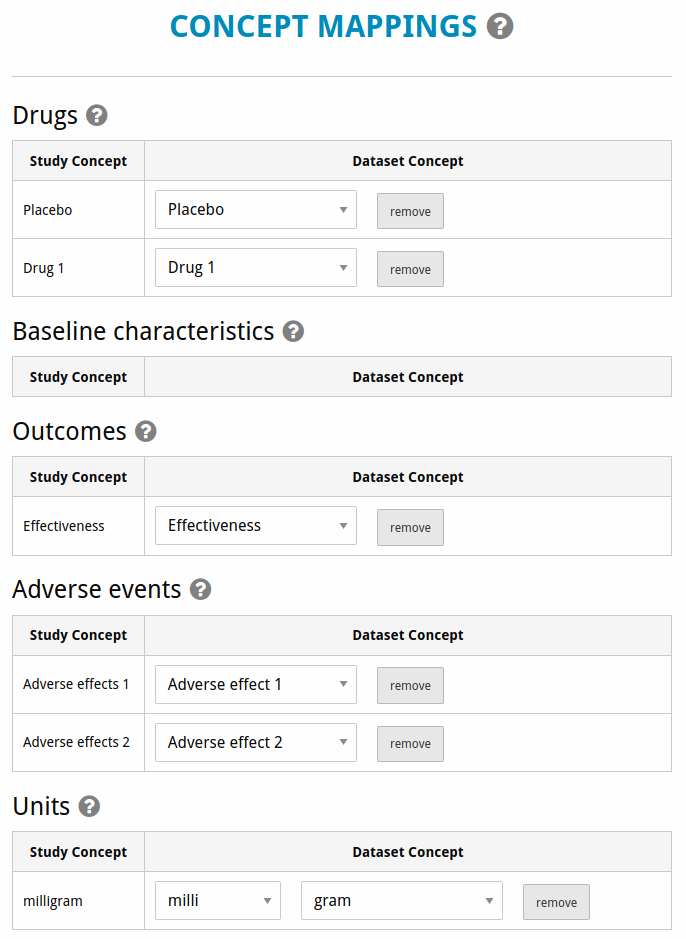 CONCEPT MAPPINGS ?
Drugs ?
Study Concept Dataset Concept
Placebo Placebo remove
Drug 1 Drug 1 remove
Baseline characteristics ?
Study Concept Dataset Concept
Outcomes ?
Study Concept Dataset Concept
Effectiveness Effectiveness remove
Adverse events ?
Study Concept Dataset Concept
Adverse effects 1 Adverse effect 1 remove
Adverse effects 2 Adverse effect 2 remove
Units ?
Study Concept Dataset Concept
milligram milli gram remove